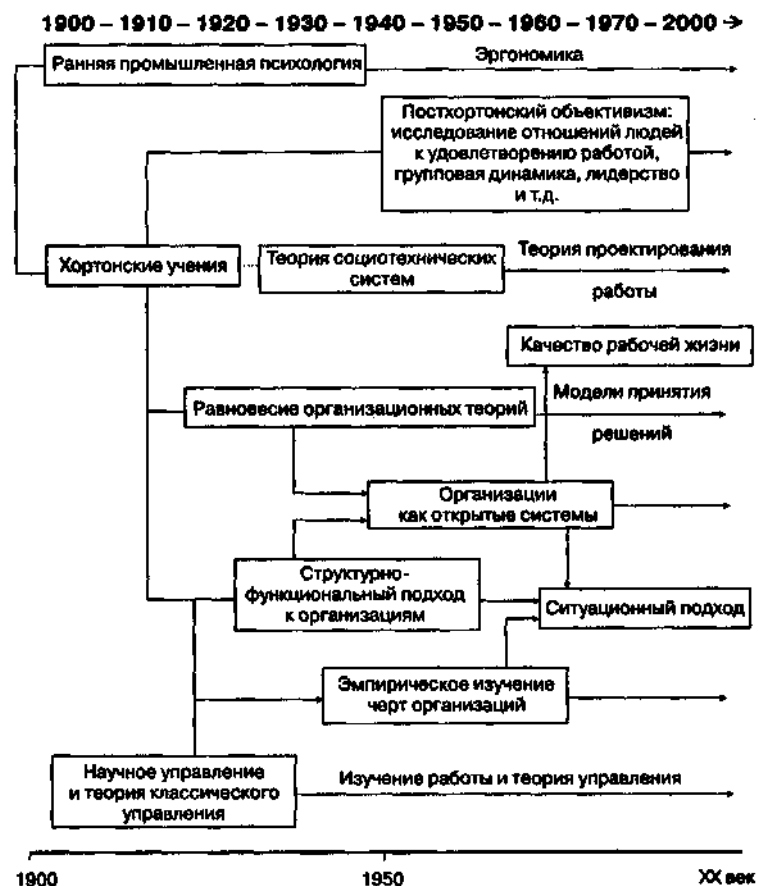 1900 – 1910 – 1920 – 1930 – 1940 – 1950 – 1960 – 1970 – 2000 →
Ранняя промышленная психология
Эргономика
Постхортонский объективизм:
исследование отношений людей
к удовлетворению работой,
групповая динамика, лидерство
и т.д.
Хортонские учения
Теория социотехнических
систем
Теория проектирования
работы
Качество рабочей жизни
Равновесие организационных теорий
Модели принятия
решений
Организации
как открытые системы
Структурно-
функциональный подход
к организациям
Ситуационный подход
Эмпирическое изучение
черт организаций
Научное управление
и теория классического
управления
Изучение работы и теория управления
1900
1950
XX век